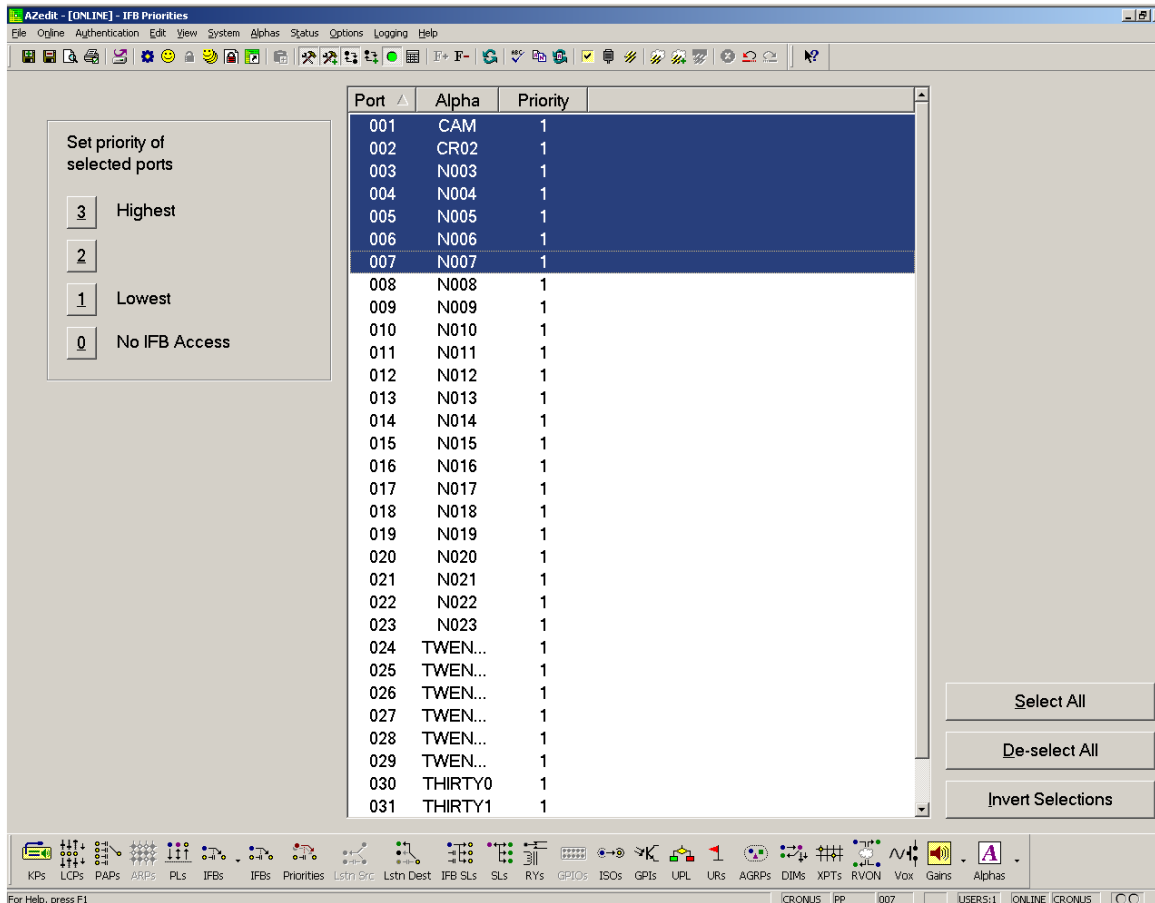 AZedit - [ONLINE] - IFB Priorities
File Online Authentication Edit View System Alphas Status Options Logging Help
F+ F-
Port Alpha Priority
Set priority of
selected ports
3 Highest
2
1 Lowest
0 No IFB Access
001 CAM 1
002 CR02 1
003 N003 1
004 N004 1
005 N005 1
006 N006 1
007 N007 1
008 N008 1
009 N009 1
010 N010 1
011 N011 1
012 N012 1
013 N013 1
014 N014 1
015 N015 1
016 N016 1
017 N017 1
018 N018 1
019 N019 1
020 N020 1
021 N021 1
022 N022 1
023 N023 1
024 TWEN... 1
025 TWEN... 1
026 TWEN... 1
027 TWEN... 1
028 TWEN... 1
029 TWEN... 1
030 THIRTY0 1
031 THIRTY1 1
Select All
De-select All
Invert Selections
KPs LCPs PAPs ARPs PLs IFBs IFBs Priorities Lstn Src Lstn Dest IFB SLs SLs RYs GPIOs ISOs GPIs UPL URs AGRPs DIMs XPTs RVON Vox Gains Alphas
For Help, press F1
CRONUS PP 007 USERS:1 ONLINE CRONUS